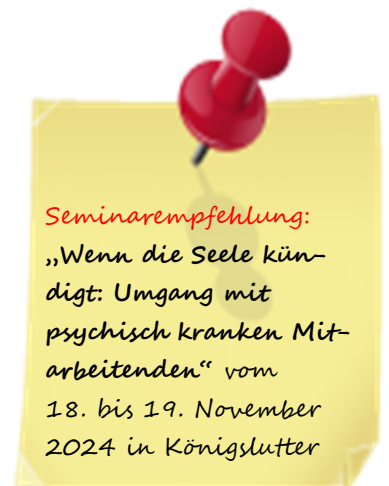 Seminarempfehlung:
„Wenn die Seele kün-
digt: Umgang mit
psychisch kranken Mit-
arbeitenden“ vom
18. bis 19. November
2024 in Königslutter